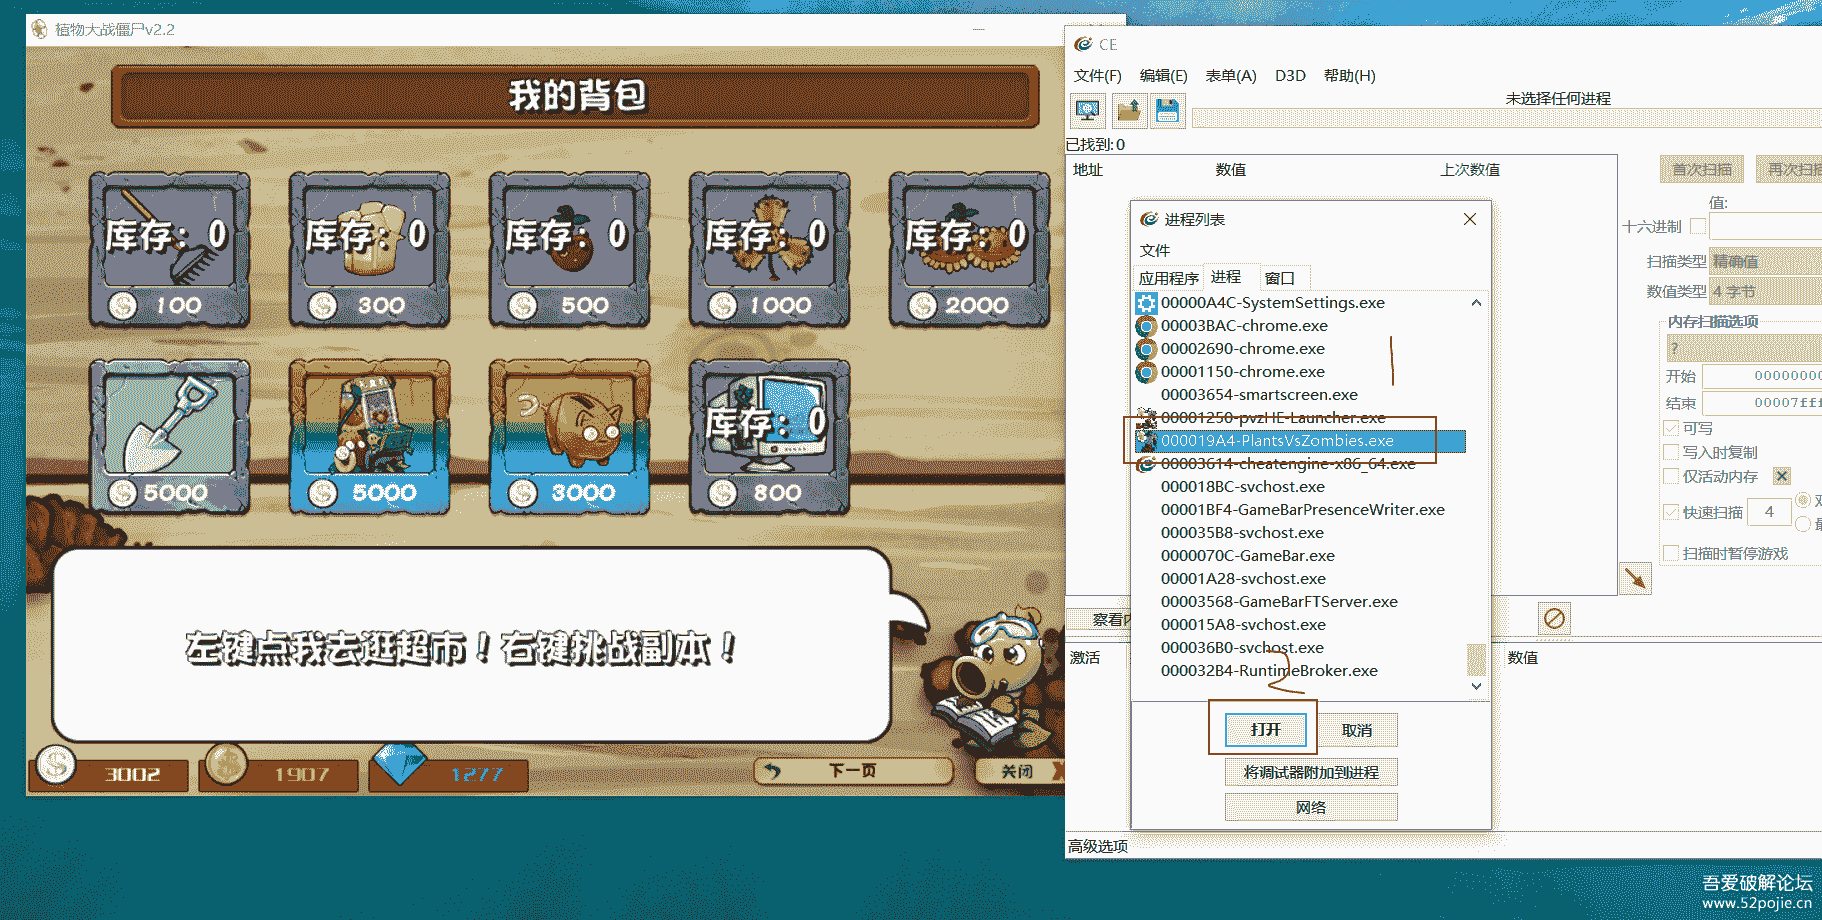 植物大战僵尸v2.2
我的背包
库存：0
100
库存：0
300
库存：0
500
库存：0
1000
库存：0
2000
5000
5000
3000
库存：0
800
左键点我去逛超市！右键挑战副本！
3002
1907
1277
下一页
关闭
CE
文件(F) 编辑(E) 表单(A) D3D 帮助(H)
未选择任何进程
已找到:0
地址 数值 上次数值
首次扫描 再次扫描
值:
十六进制
扫描类型 精确值
数值类型 4 字节
内存扫描选项
?
开始 00000000
结束 00007fff
可写
写入时复制
仅活动内存
快速扫描 4
扫描时暂停游戏
进程列表
文件
应用程序 进程 窗口
00000A4C-SystemSettings.exe
00003BAC-chrome.exe
00002690-chrome.exe
00001150-chrome.exe
00003654-smartscreen.exe
00001250-pvzHE-Launcher.exe
000019A4-PlantsVsZombies.exe
00003614-cheatengine-x86_64.exe
000018BC-svchost.exe
00001BF4-GameBarPresenceWriter.exe
000035B8-svchost.exe
0000070C-GameBar.exe
00001A28-svchost.exe
00003568-GameBarFTServer.exe
000015A8-svchost.exe
000036B0-svchost.exe
000032B4-RuntimeBroker.exe
1
2
打开 取消
将调试器附加到进程
网络
察看
激活 数值
高级选项
吾爱破解论坛
www.52pojie.cn